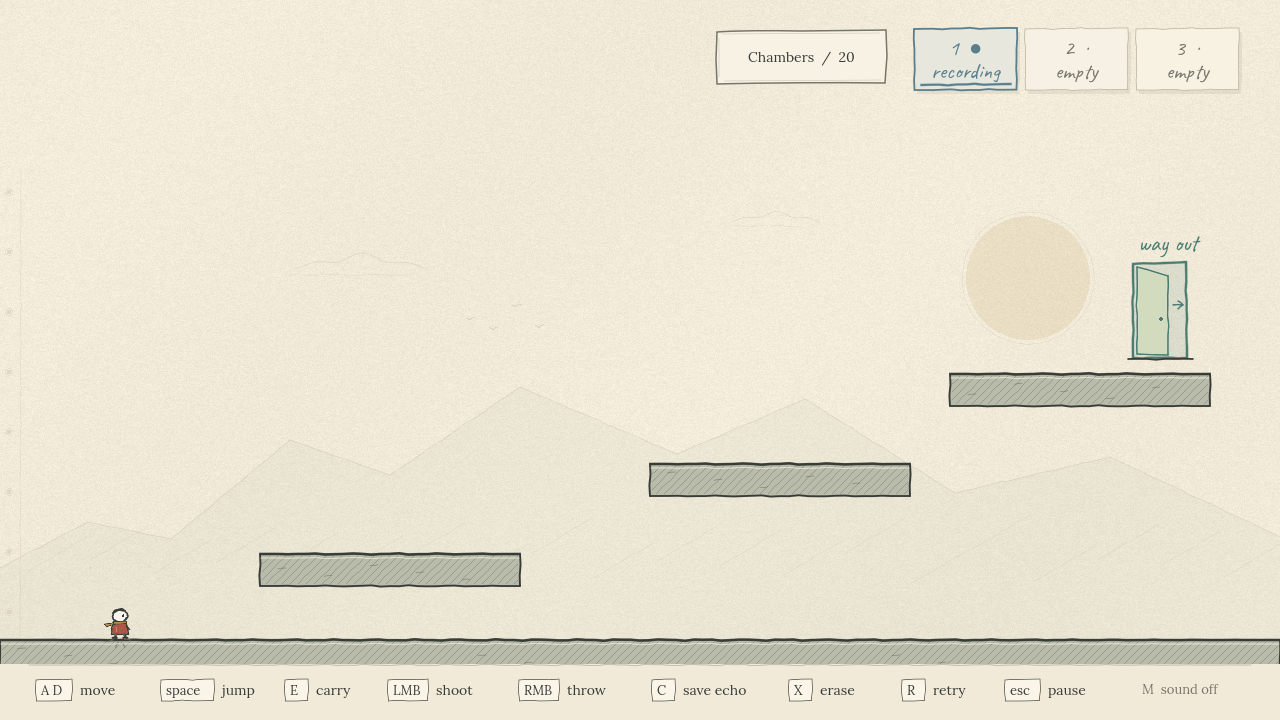 Chambers / 20
1 ●
recording
2 ·
empty
3 ·
empty
way out
A D move space jump E carry LMB shoot RMB throw C save echo X erase R retry esc pause M sound off